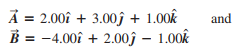 A⃗ = 2.00î + 3.00ĵ + 1.00k̂ and
B⃗ = −4.00î + 2.00ĵ − 1.00k̂